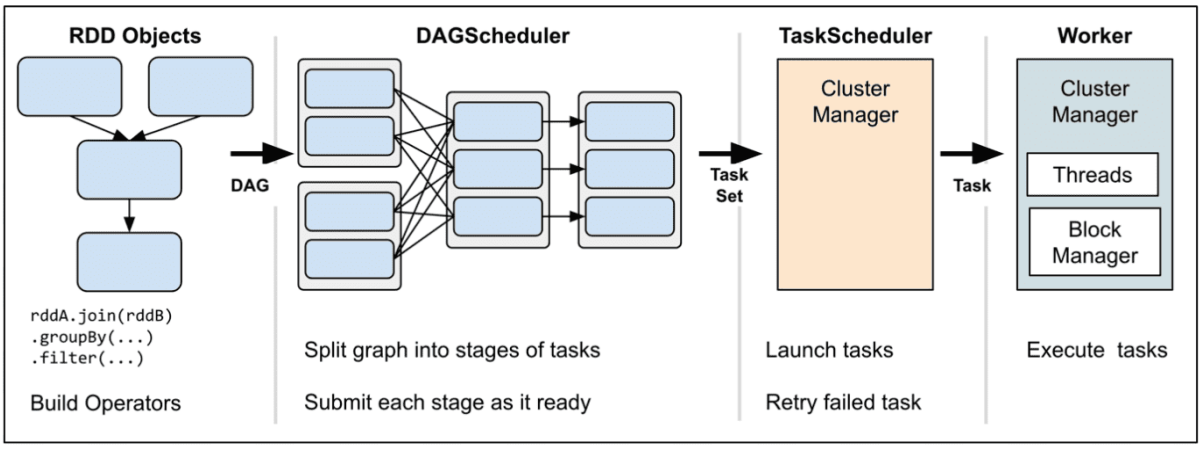 RDD Objects
rddA.join(rddB)
.groupBy(...)
.filter(...)
Build Operators
DAG
DAGScheduler
Split graph into stages of tasks
Submit each stage as it ready
Task
Set
TaskScheduler
Cluster
Manager
Launch tasks
Retry failed task
Task
Worker
Cluster
Manager
Threads
Block
Manager
Execute tasks